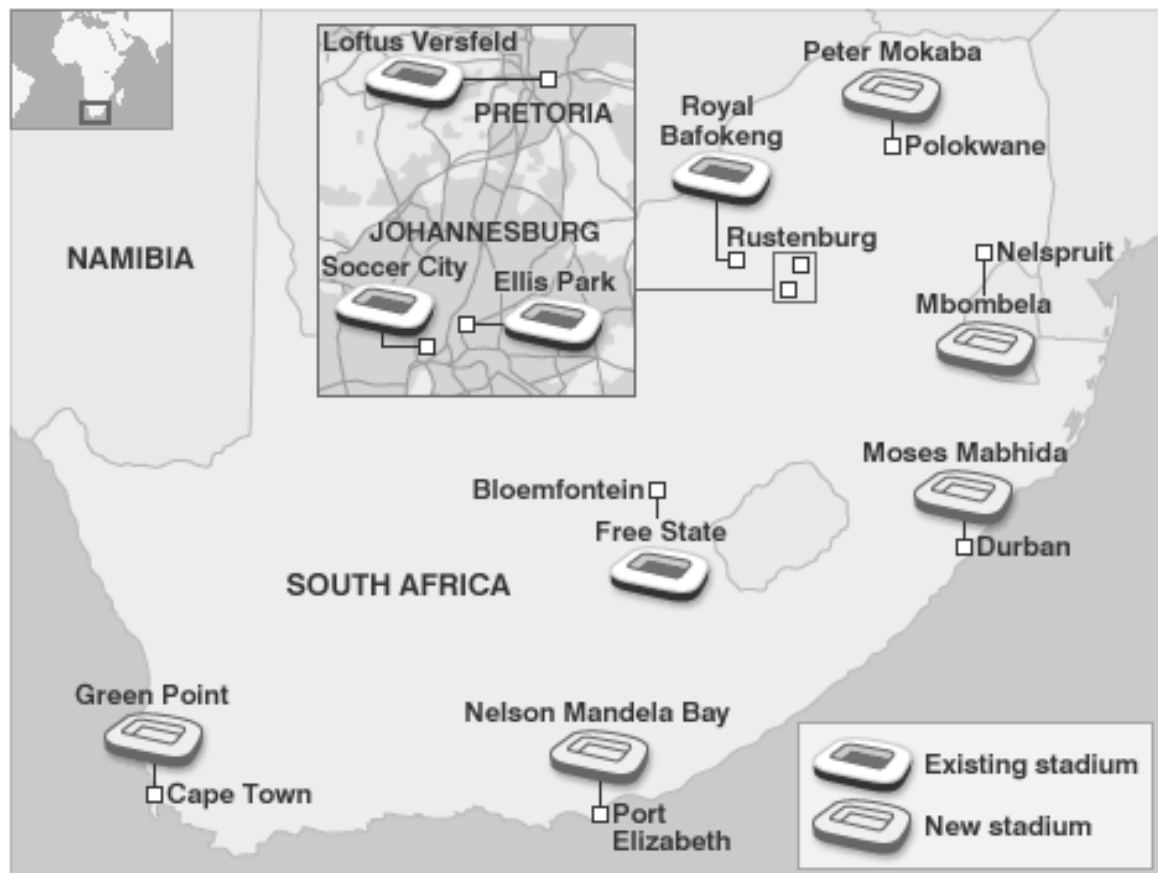 Loftus Versfeld
PRETORIA
JOHANNESBURG
Soccer City
Ellis Park
Peter Mokaba
Polokwane
Royal
Bafokeng
Rustenburg
NAMIBIA
Nelspruit
Mbombela
Moses Mabhida
Durban
Bloemfontein
Free State
SOUTH AFRICA
Green Point
Cape Town
Nelson Mandela Bay
Port
Elizabeth
Existing stadium
New stadium